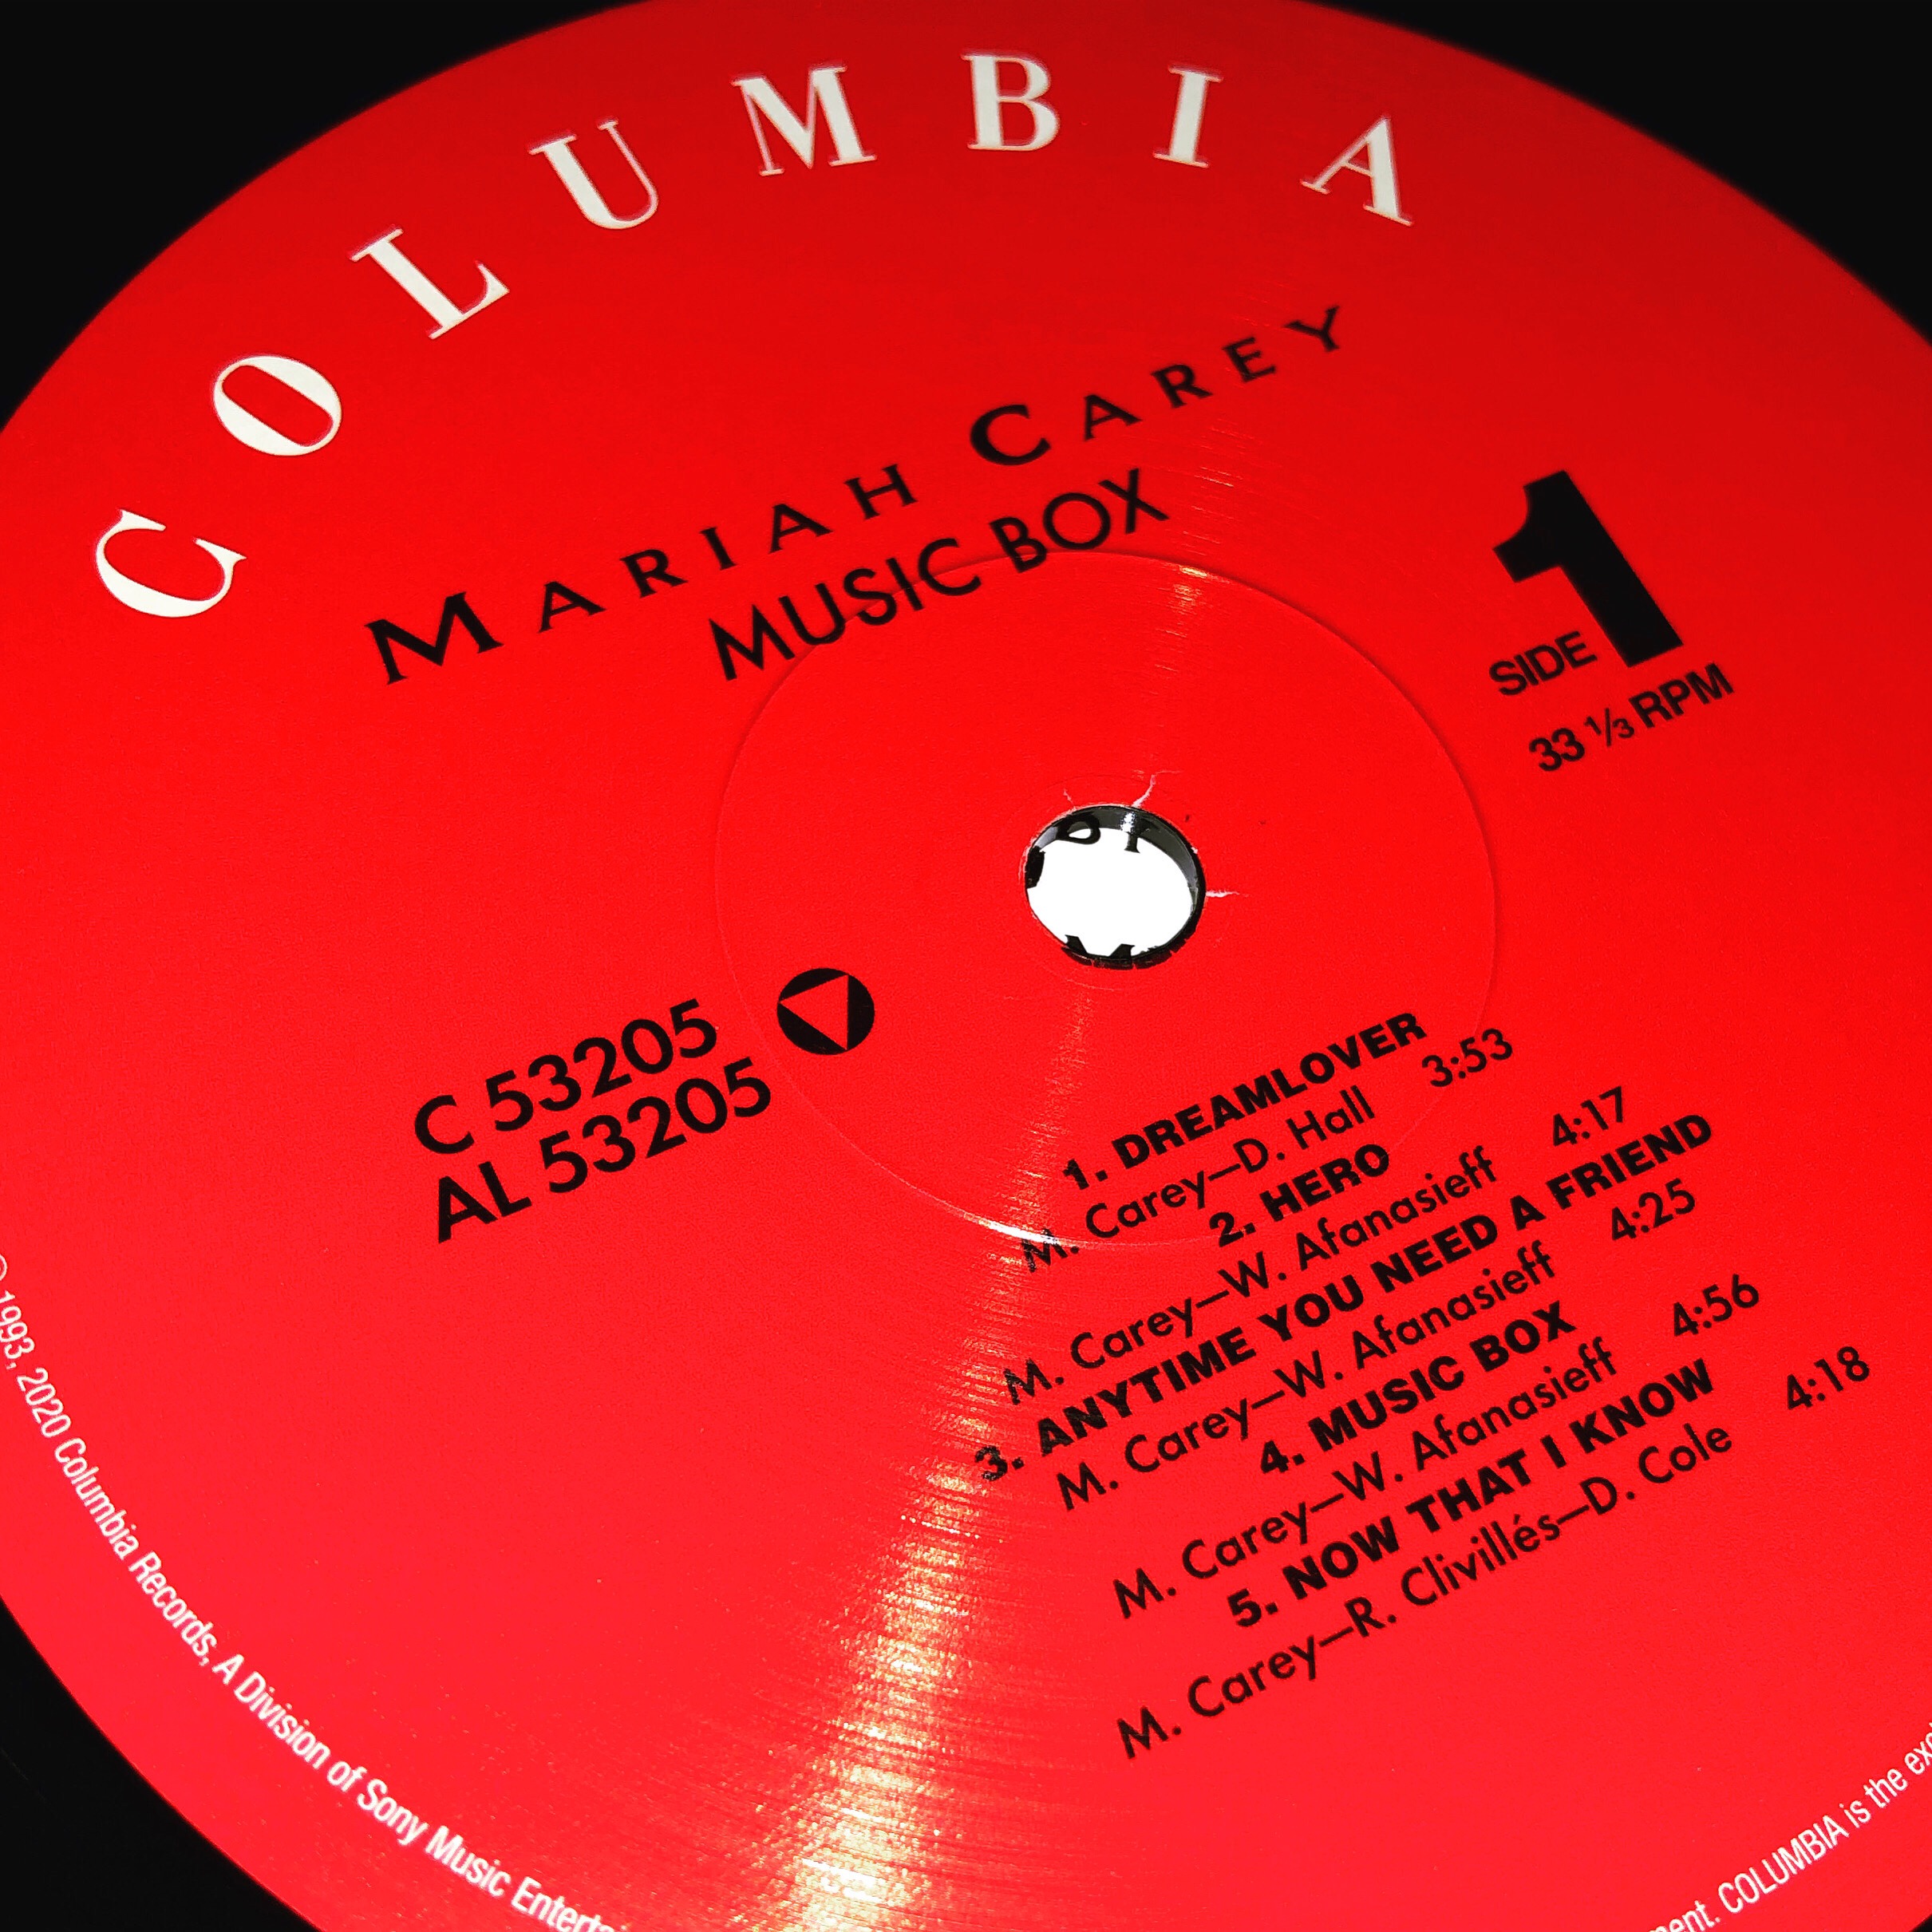 COLUMBIA
MARIAH CAREY
MUSIC BOX
SIDE 1
33 ⅓ RPM
C 53205
AL 53205
1. DREAMLOVER
M. Carey–D. Hall 3:53
2. HERO
M. Carey–W. Afanasieff 4:17
3. ANYTIME YOU NEED A FRIEND
M. Carey–W. Afanasieff 4:25
4. MUSIC BOX
M. Carey–W. Afanasieff 4:56
5. NOW THAT I KNOW
M. Carey–R. Clivillés–D. Cole 4:18
1993, 2020 Columbia Records, A Division of Sony Music
COLUMBIA is the